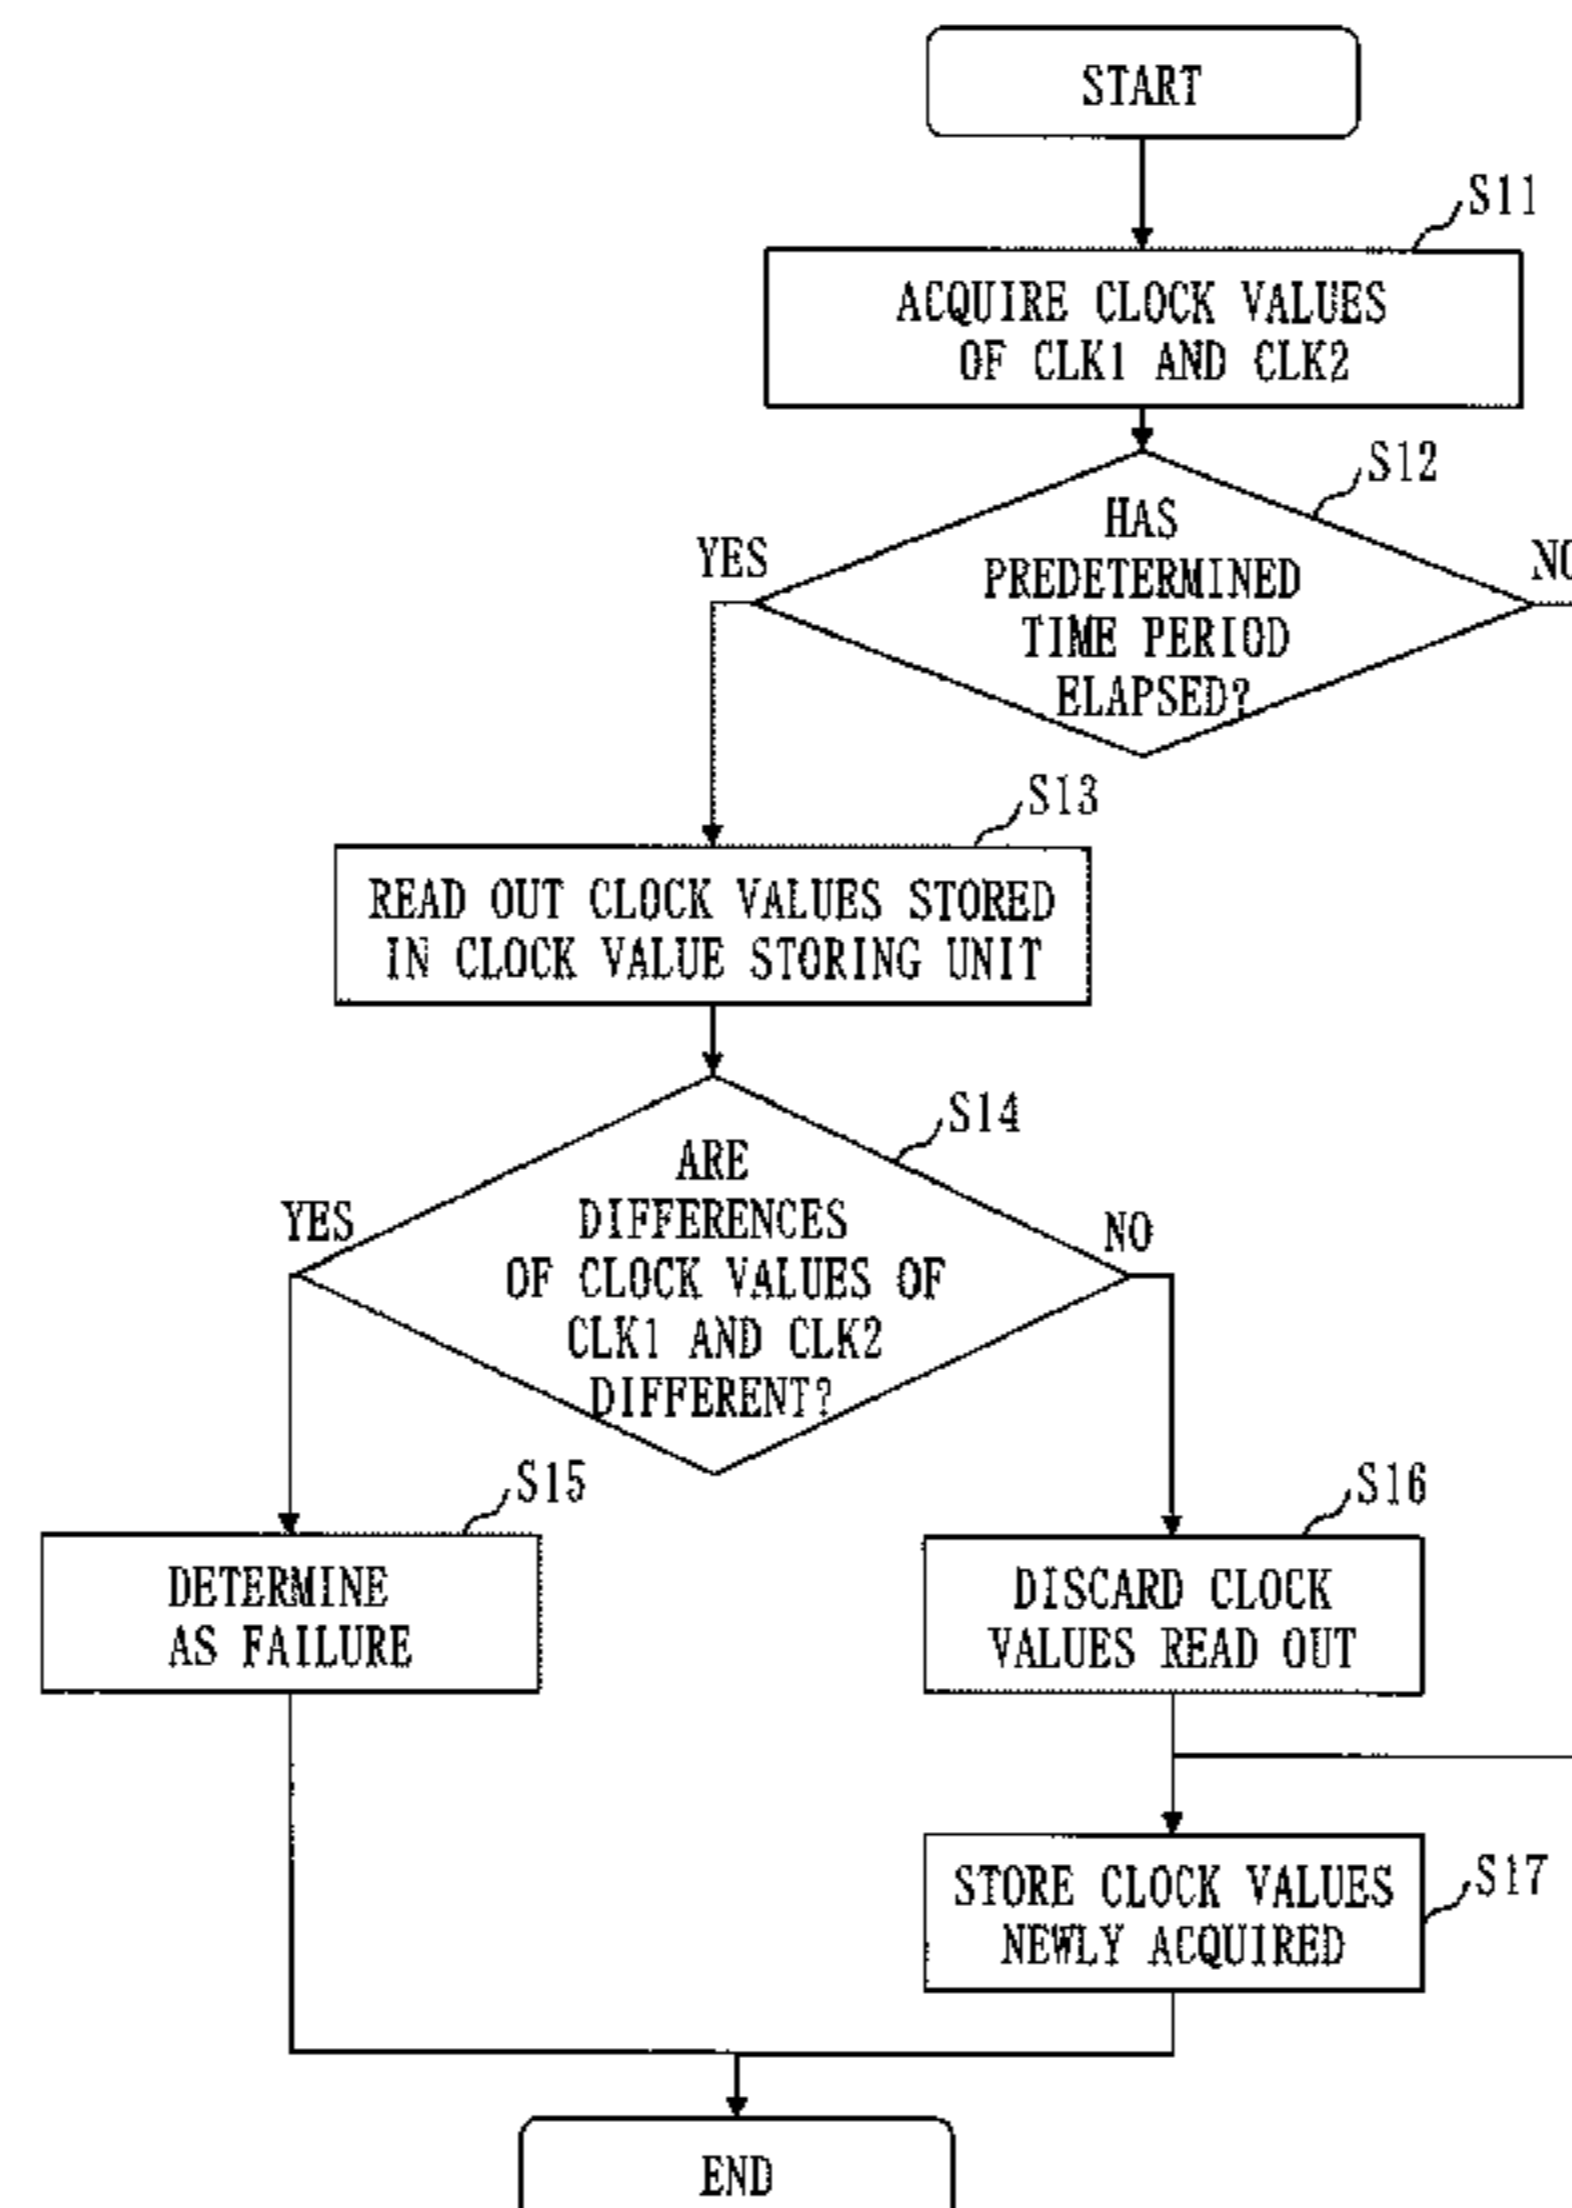 START
S11
ACQUIRE CLOCK VALUES
OF CLK1 AND CLK2
S12
HAS
PREDETERMINED
TIME PERIOD
ELAPSED?
YES
NO
S13
READ OUT CLOCK VALUES STORED
IN CLOCK VALUE STORING UNIT
S14
ARE
DIFFERENCES
OF CLOCK VALUES OF
CLK1 AND CLK2
DIFFERENT?
YES
NO
S15
DETERMINE
AS FAILURE
S16
DISCARD CLOCK
VALUES READ OUT
S17
STORE CLOCK VALUES
NEWLY ACQUIRED
END